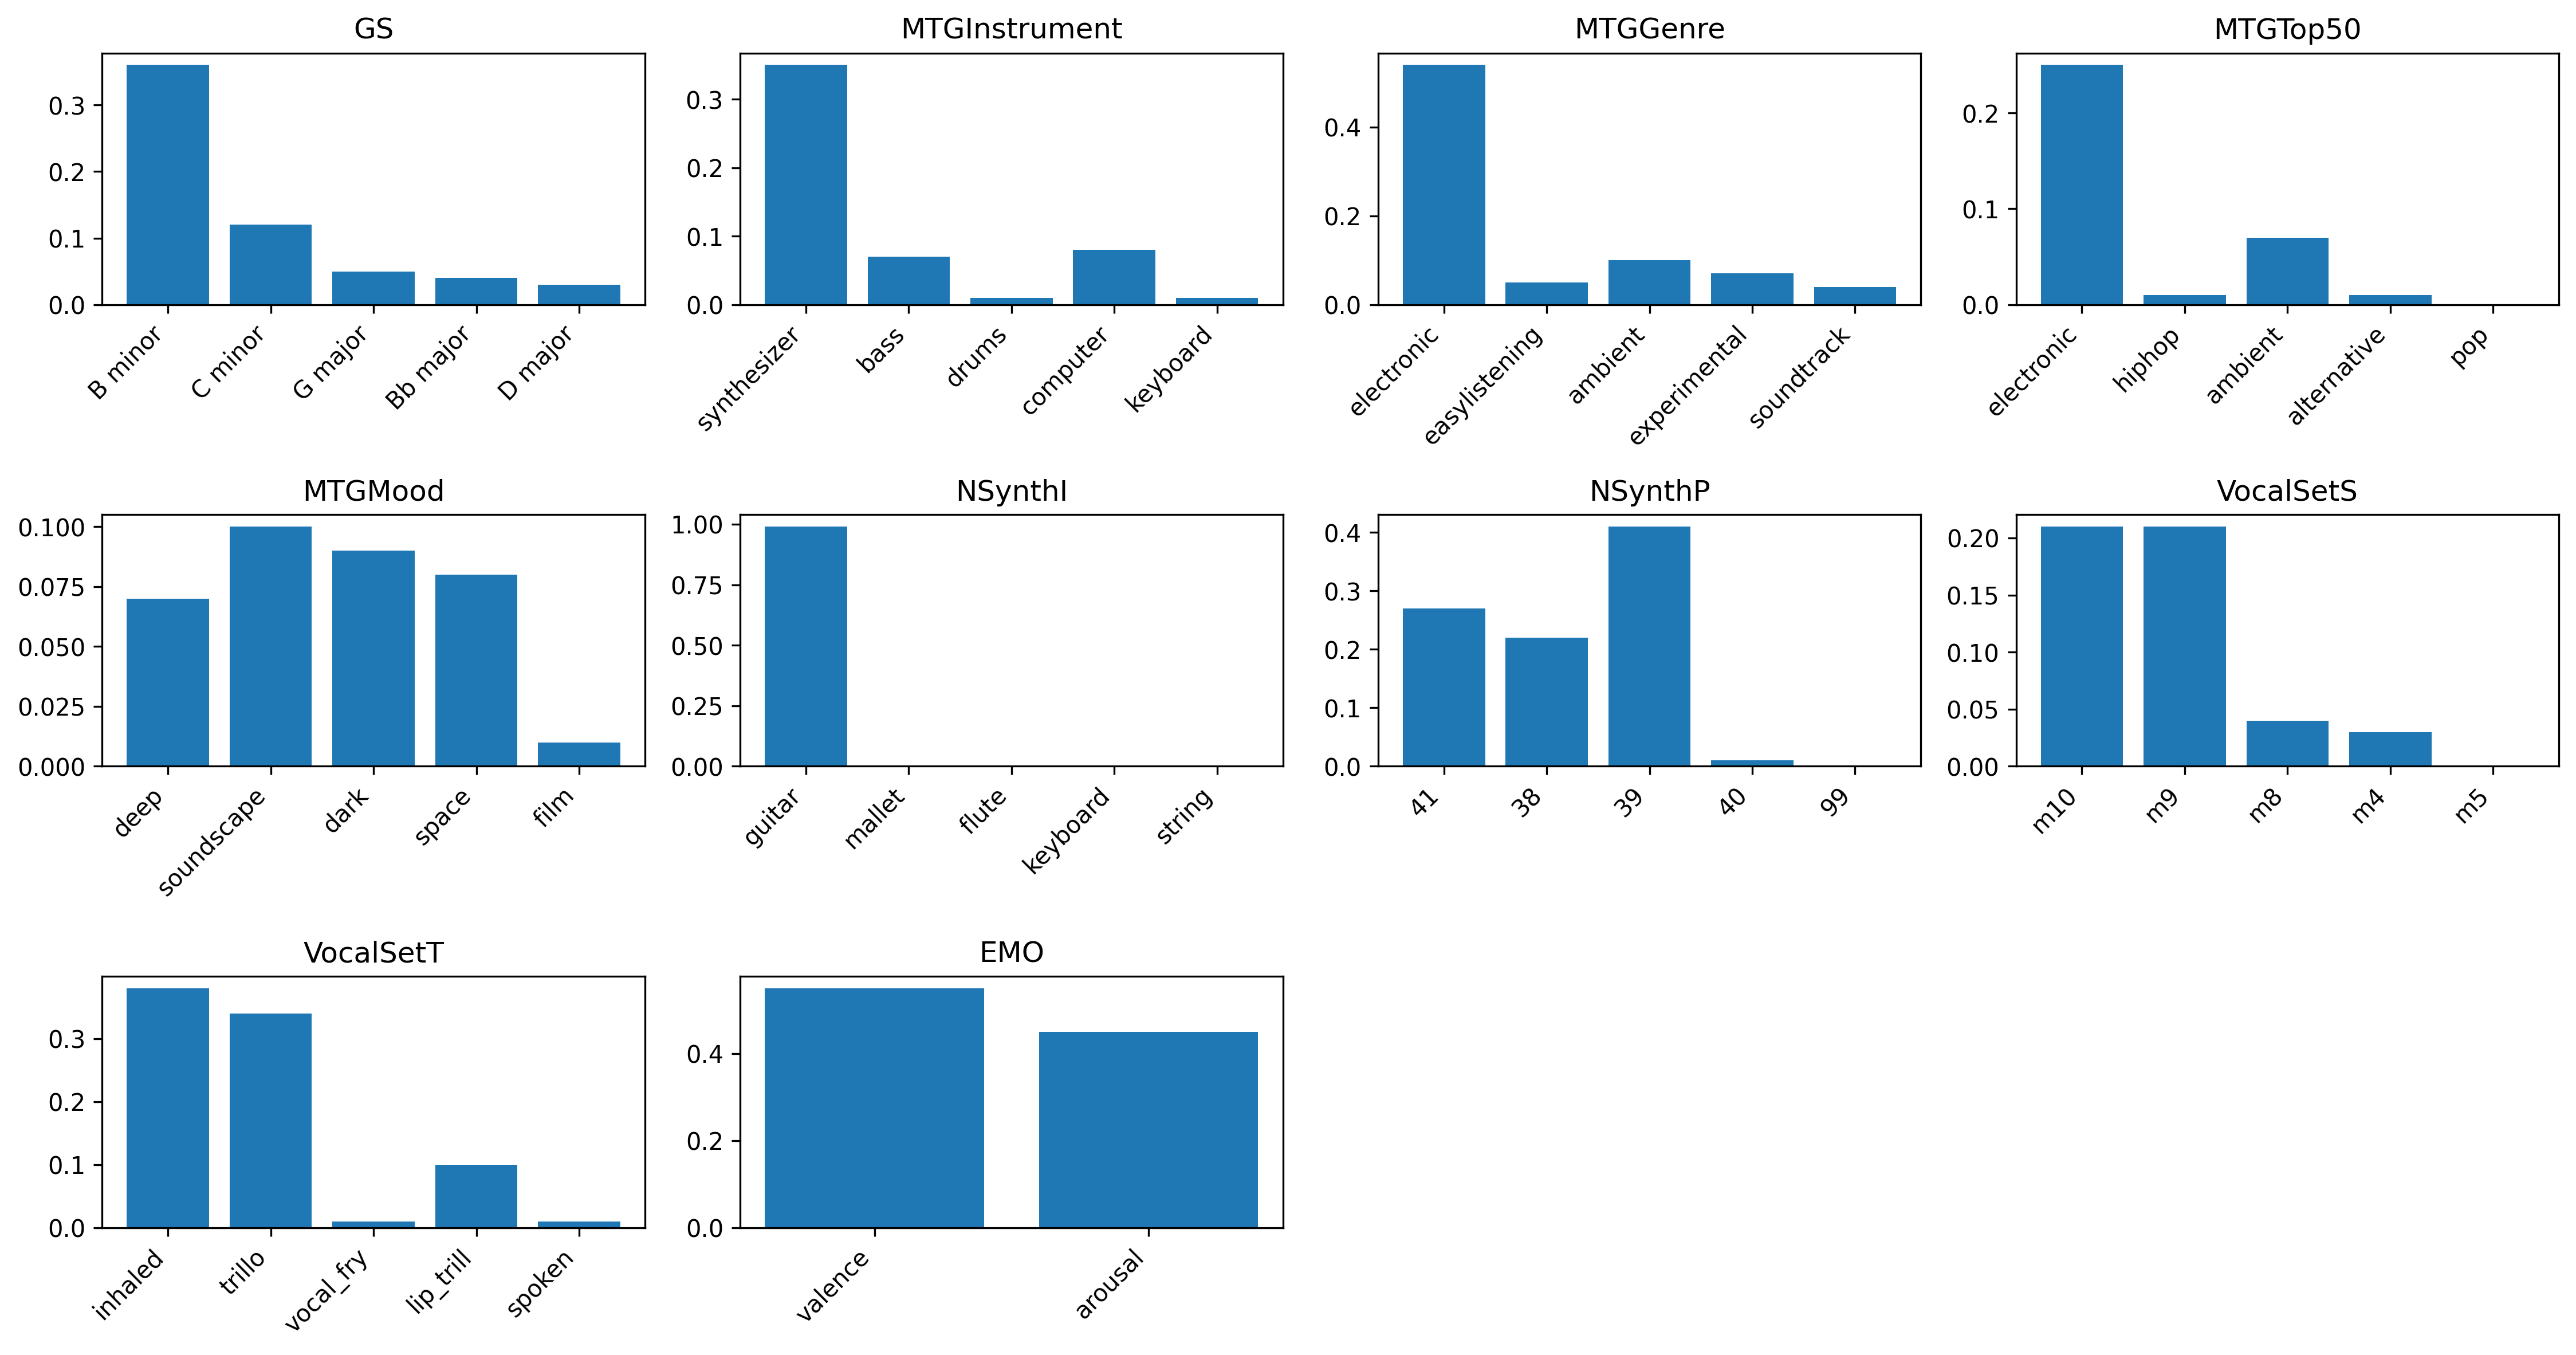 GS
0.3
0.2
0.1
0.0
B minor
C minor
G major
Bb major
D major
MTGInstrument
0.3
0.2
0.1
0.0
synthesizer
bass
drums
computer
keyboard
MTGGenre
0.4
0.2
0.0
electronic
easylistening
ambient
experimental
soundtrack
MTGTop50
0.2
0.1
0.0
electronic
hiphop
ambient
alternative
pop
MTGMood
0.100
0.075
0.050
0.025
0.000
deep
soundscape
dark
space
film
NSynthI
1.00
0.75
0.50
0.25
0.00
guitar
mallet
flute
keyboard
string
NSynthP
0.4
0.3
0.2
0.1
0.0
41
38
39
40
99
VocalSetS
0.20
0.15
0.10
0.05
0.00
m10
m9
m8
m4
m5
VocalSetT
0.3
0.2
0.1
0.0
inhaled
trillo
vocal_fry
lip_trill
spoken
EMO
0.4
0.2
0.0
valence
arousal